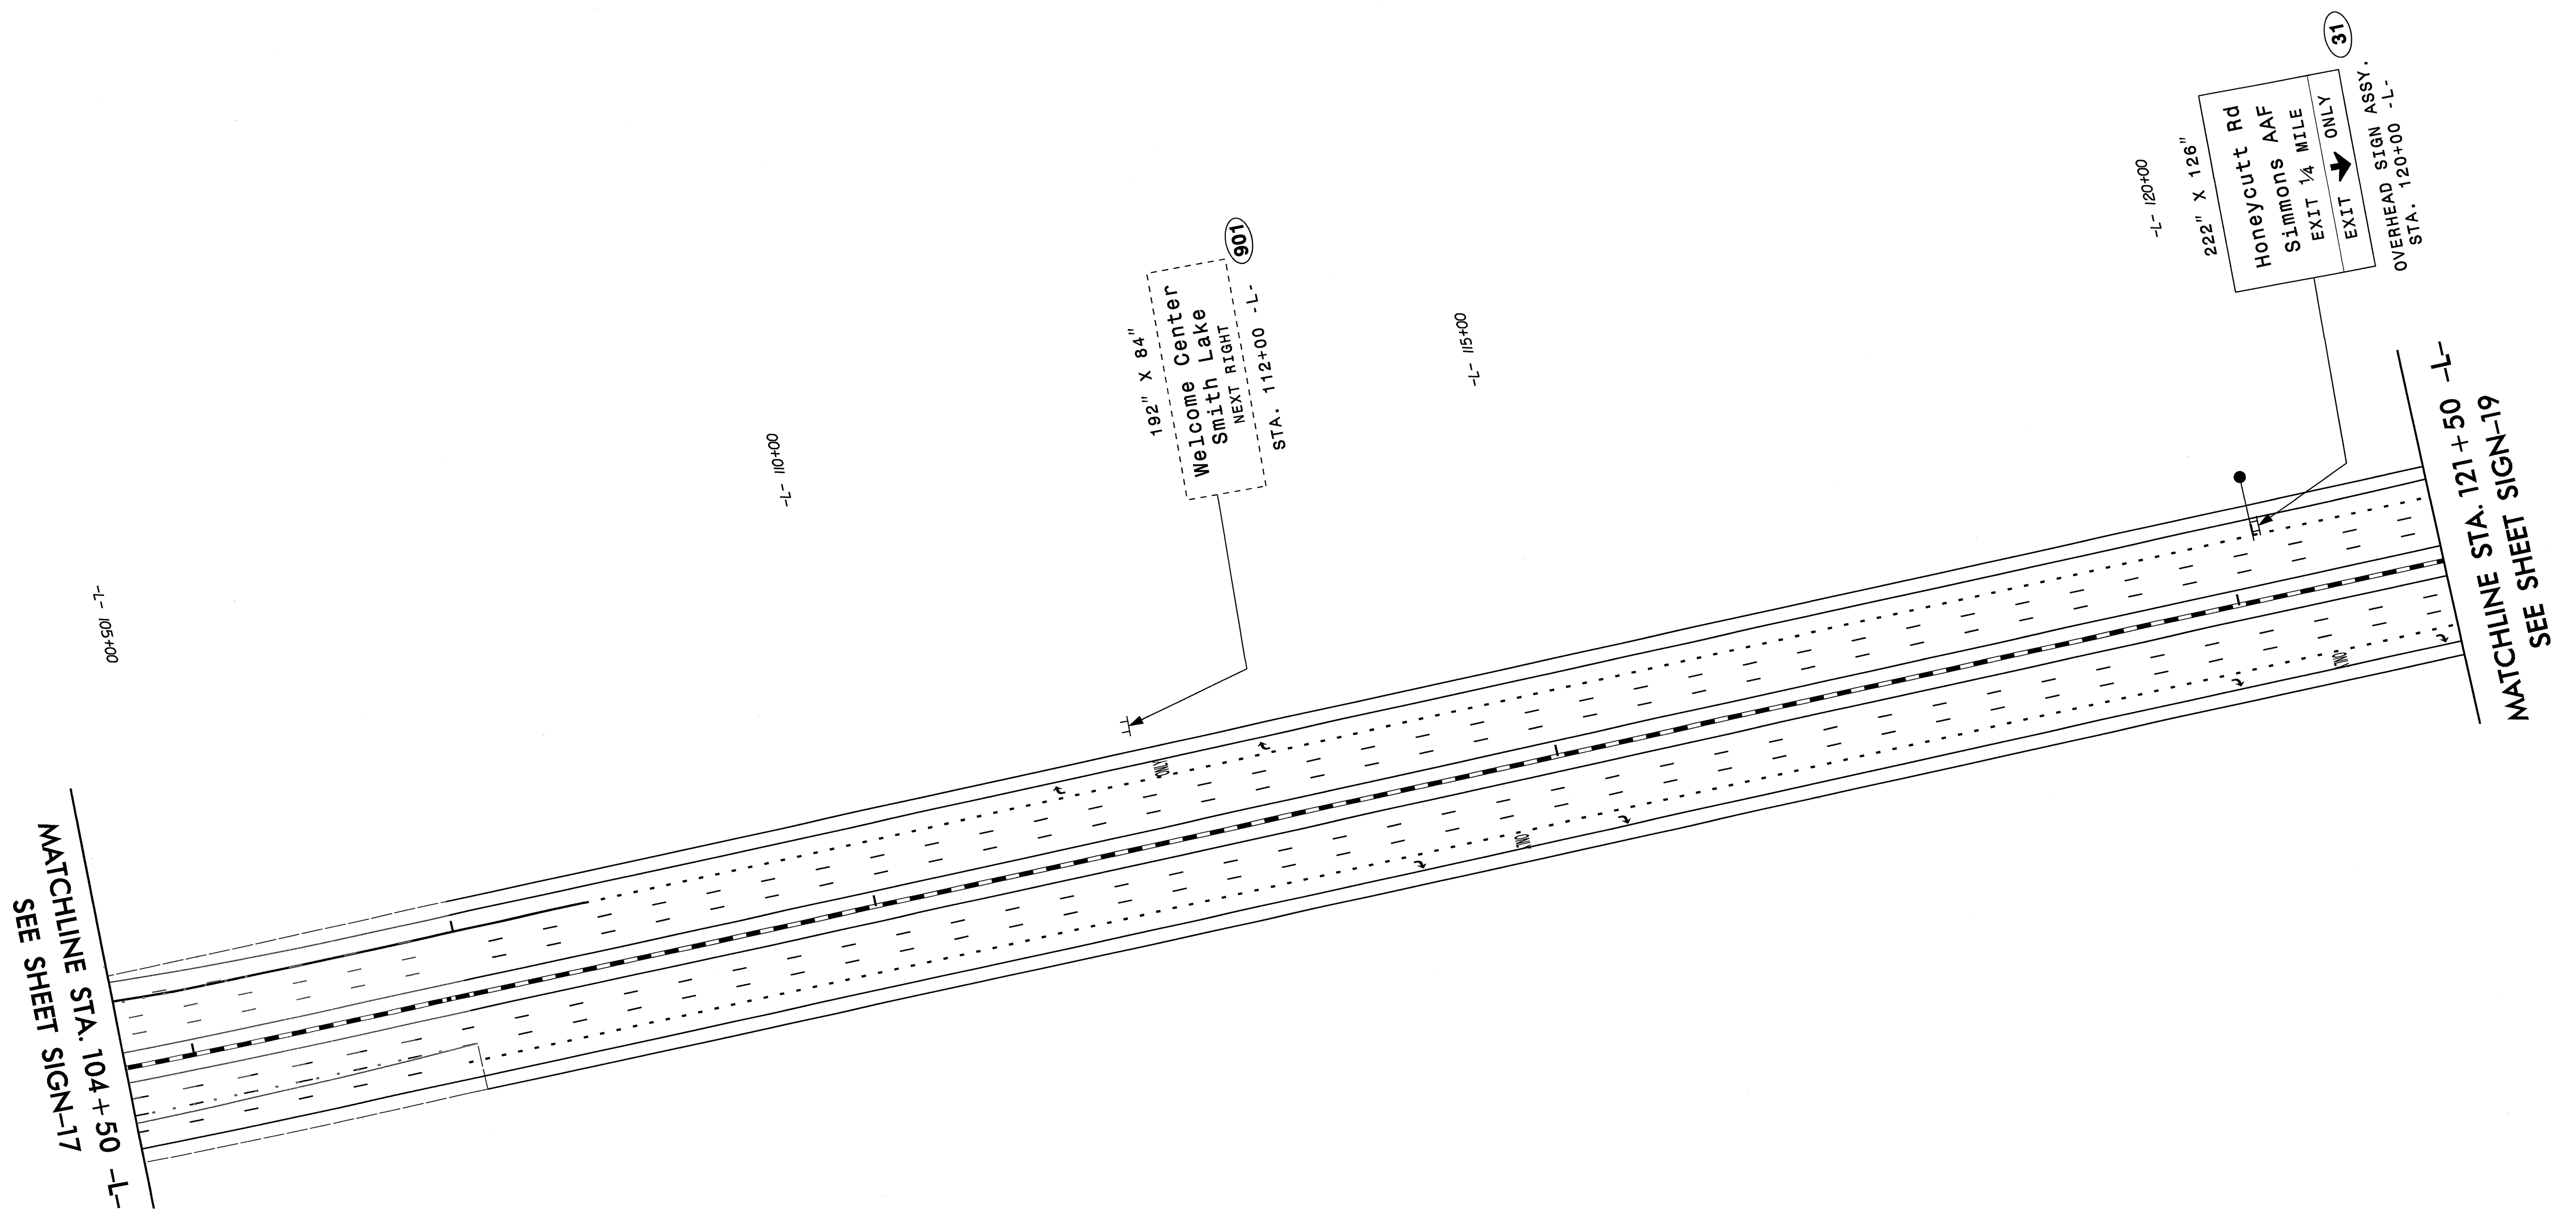 MATCHLINE STA. 104+50 -L-
SEE SHEET SIGN-17
-L- 105+00
-L- 110+00
192" X 84"
Welcome Center
Smith Lake
NEXT RIGHT
901
STA. 112+00 -L-
-L- 115+00
-L- 120+00
222" X 126"
Honeycutt Rd
Simmons AAF
EXIT ¼ MILE
EXIT ONLY
31
OVERHEAD SIGN ASSY.
STA. 120+00 -L-
ONLY
ONLY
ONLY
MATCHLINE STA. 121+50 -L-
SEE SHEET SIGN-19